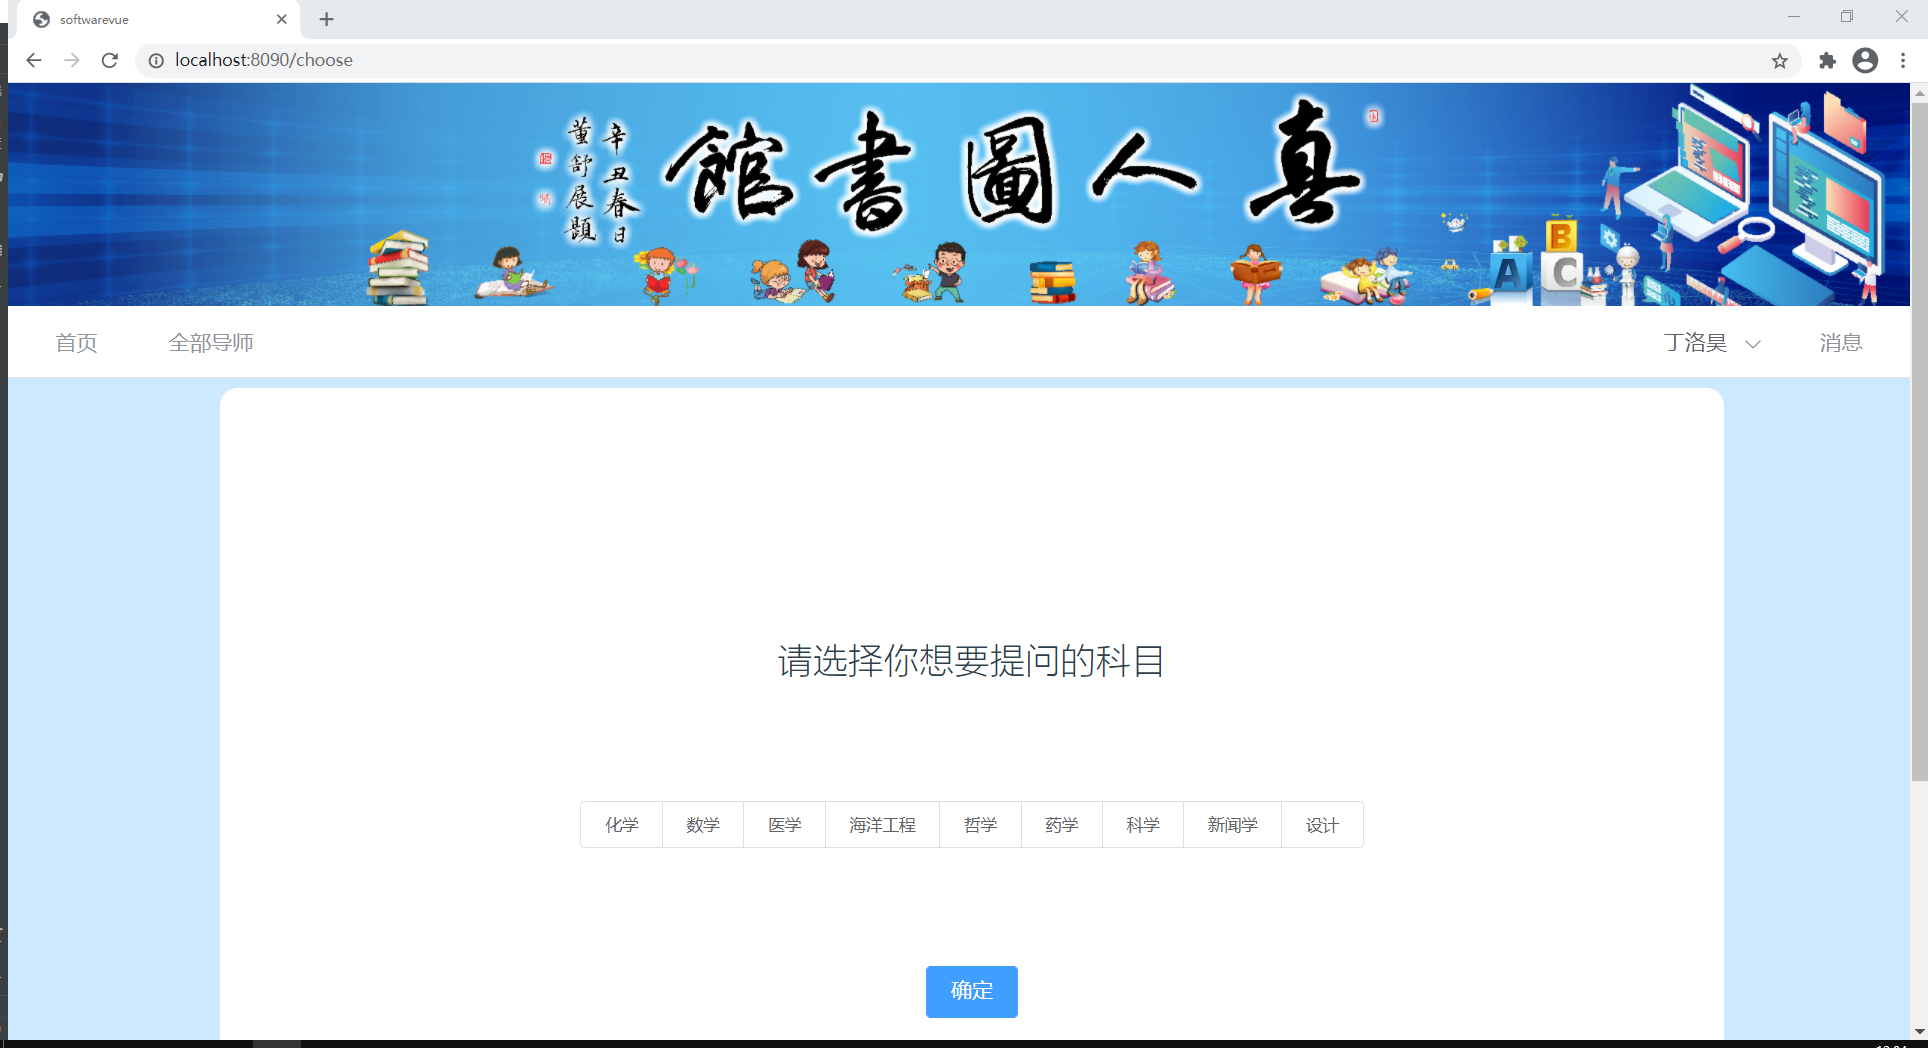 softwarevue
localhost:8090/choose
真人圖書館
辛丑春日
董舒展題
A
B
C
首页
全部导师
丁洛昊
消息
请选择你想要提问的科目
化学
数学
医学
海洋工程
哲学
药学
科学
新闻学
设计
确定